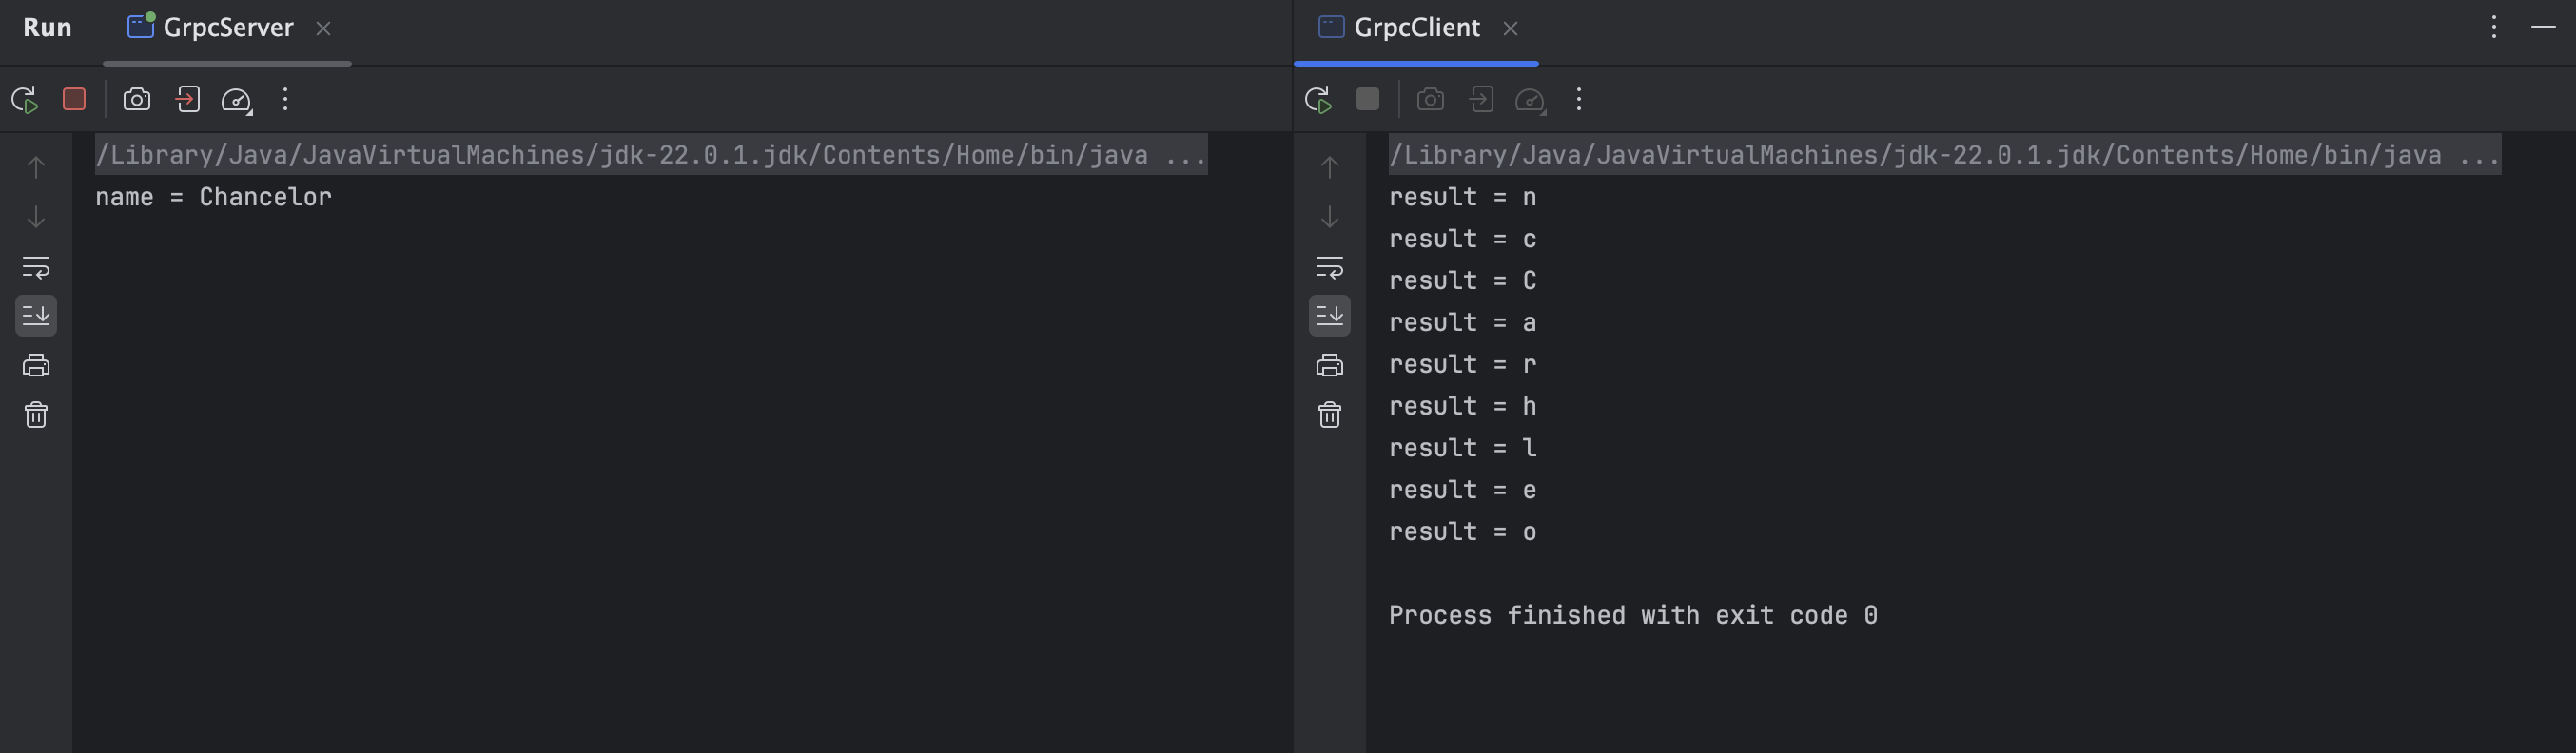 Run GrpcServer
/Library/Java/JavaVirtualMachines/jdk-22.0.1.jdk/Contents/Home/bin/java ...
name = Chancelor
GrpcClient
/Library/Java/JavaVirtualMachines/jdk-22.0.1.jdk/Contents/Home/bin/java ...
result = n
result = c
result = C
result = a
result = r
result = h
result = l
result = e
result = o
Process finished with exit code 0